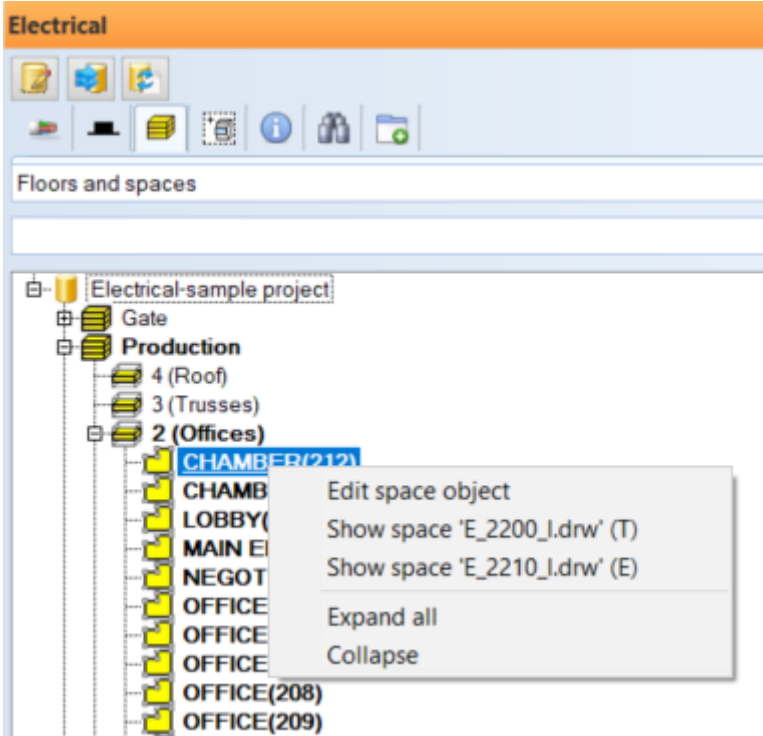 Electrical
Floors and spaces
Electrical-sample project
Gate
Production
4 (Roof)
3 (Trusses)
2 (Offices)
CHAMBER(212)
CHAMB
Edit space object
LOBBY(
Show space 'E_2200_I.drw' (T)
MAIN
Show space 'E_2210_I.drw' (E)
NEGOT
OFFICE
Expand all
OFFICE
Collapse
OFFICE
OFFICE(208)
OFFICE(209)